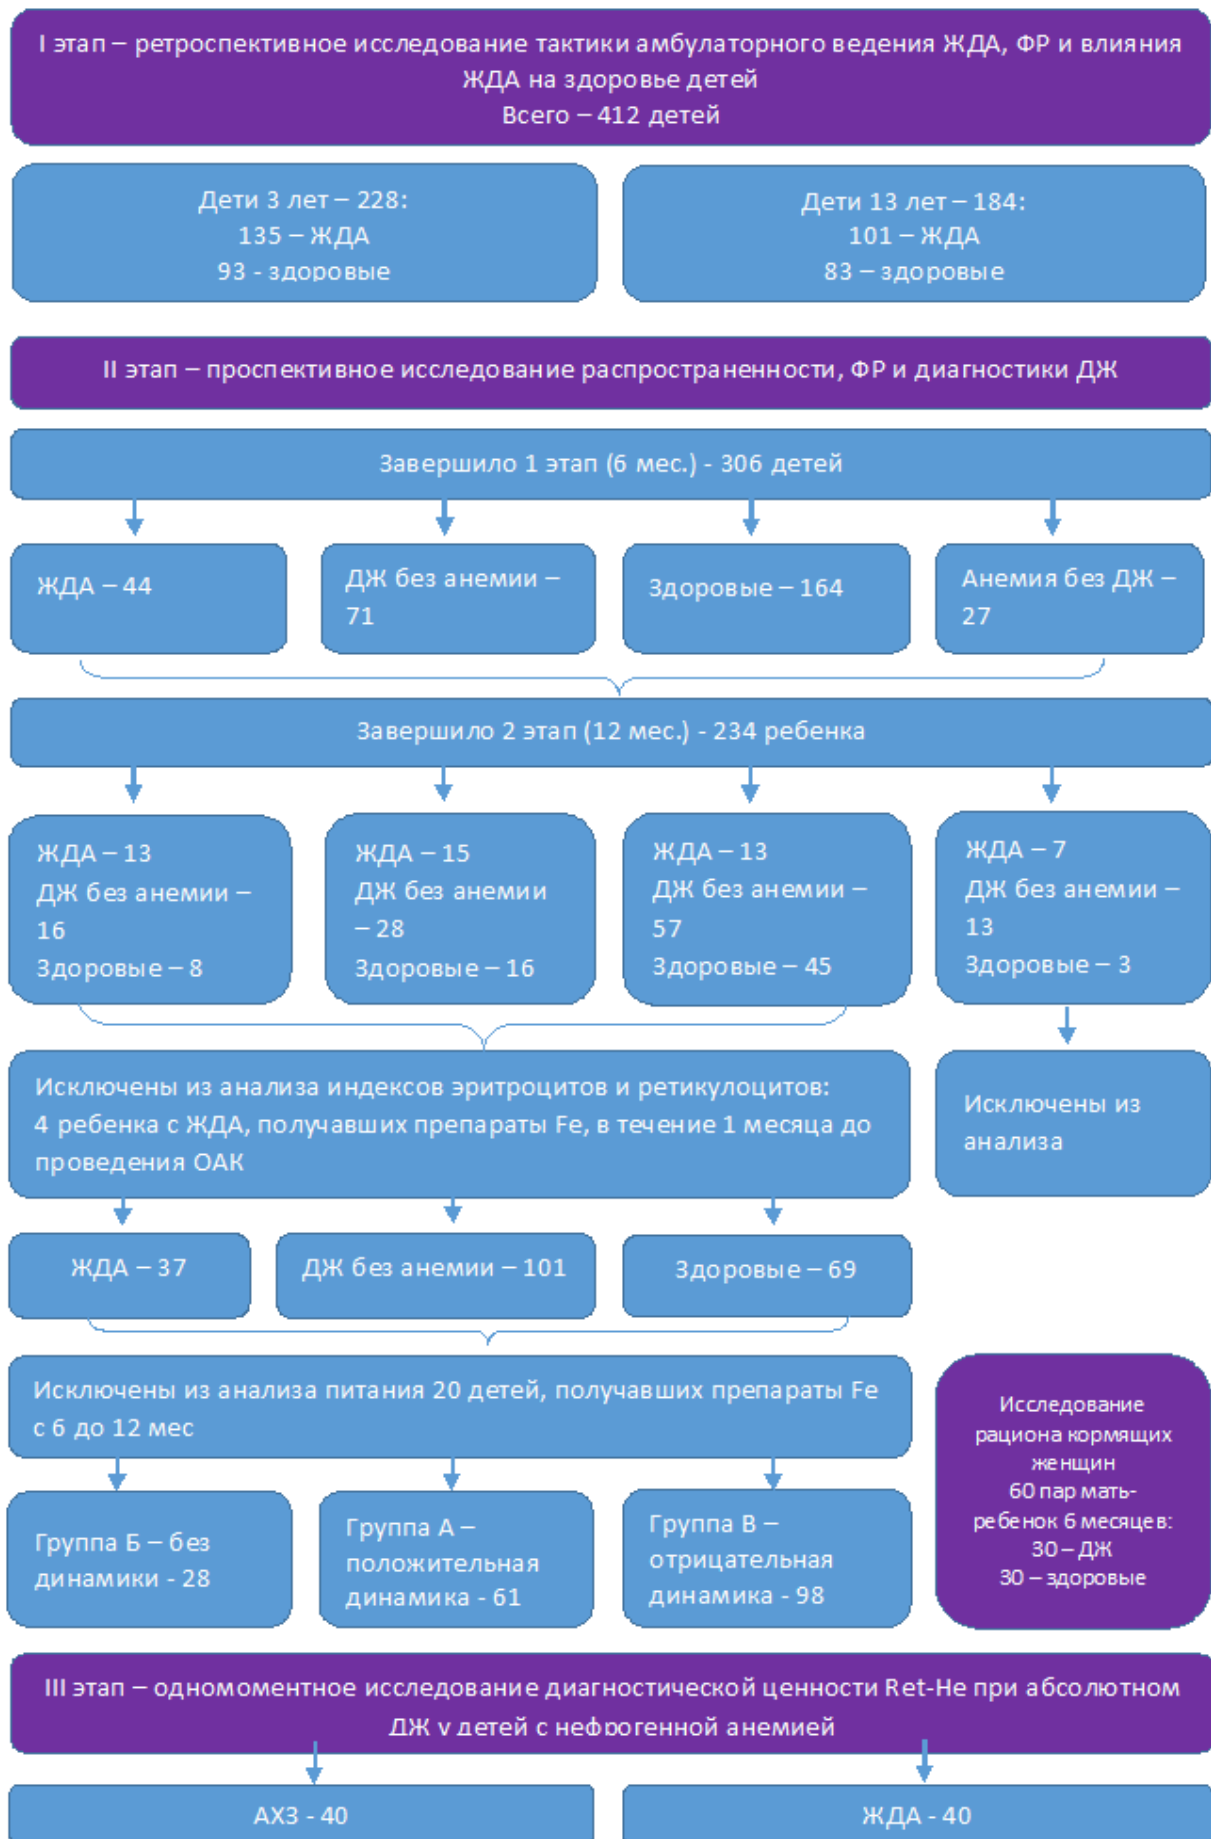 I этап – ретроспективное исследование тактики амбулаторного ведения ЖДА, ФР и влияния
ЖДА на здоровье детей
Всего – 412 детей
Дети 3 лет – 228:
135 – ЖДА
93 - здоровые
Дети 13 лет – 184:
101 – ЖДА
83 – здоровые
II этап – проспективное исследование распространенности, ФР и диагностики ДЖ
Завершило 1 этап (6 мес.) - 306 детей
ЖДА – 44
ДЖ без анемии –
71
Здоровые – 164
Анемия без ДЖ –
27
Завершило 2 этап (12 мес.) - 234 ребенка
ЖДА – 13
ДЖ без анемии –
16
Здоровые – 8
ЖДА – 15
ДЖ без анемии
– 28
Здоровые – 16
ЖДА – 13
ДЖ без анемии –
57
Здоровые – 45
ЖДА – 7
ДЖ без анемии –
13
Здоровые – 3
Исключены из анализа индексов эритроцитов и ретикулоцитов:
4 ребенка с ЖДА, получавших препараты Fe, в течение 1 месяца до
проведения ОАК
Исключены из
анализа
ЖДА – 37
ДЖ без анемии – 101
Здоровые – 69
Исключены из анализа питания 20 детей, получавших препараты Fe
с 6 до 12 мес
Исследование
рациона кормящих
женщин
60 пар мать-
ребенок 6 месяцев:
30 – ДЖ
30 – здоровые
Группа Б – без
динамики - 28
Группа А –
положительная
динамика - 61
Группа В –
отрицательная
динамика - 98
III этап – одномоментное исследование диагностической ценности Ret-He при абсолютном
ДЖ у детей с нефрогенной анемией
АХЗ - 40
ЖДА - 40